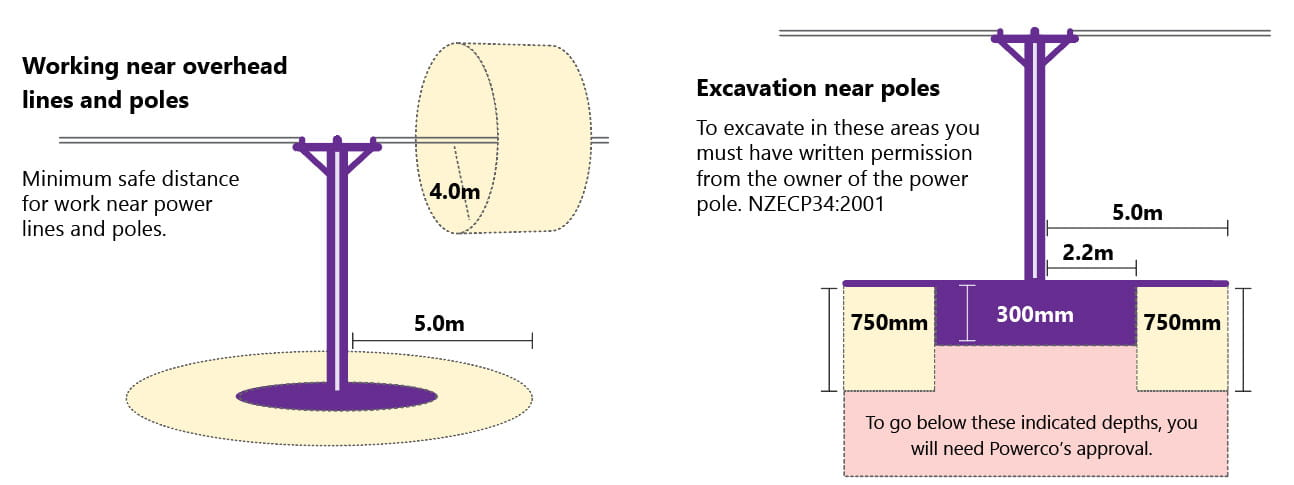 Working near overhead
lines and poles
Minimum safe distance
for work near power
lines and poles.
4.0m
5.0m
Excavation near poles
To excavate in these areas you
must have written permission
from the owner of the power
pole. NZECP34:2001
5.0m
2.2m
750mm
300mm
750mm
To go below these indicated depths, you
will need Powerco’s approval.